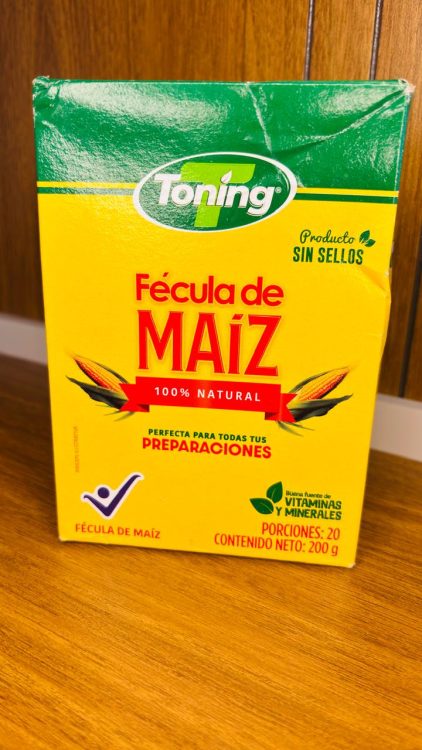 Toning®
Producto
SIN SELLOS
Fécula de
MAÍZ
100% NATURAL
PERFECTA PARA TODAS TUS
PREPARACIONES
Buena fuente de
VITAMINAS
Y MINERALES
PORCIONES: 20
CONTENIDO NETO: 200 g
FÉCULA DE MAÍZ